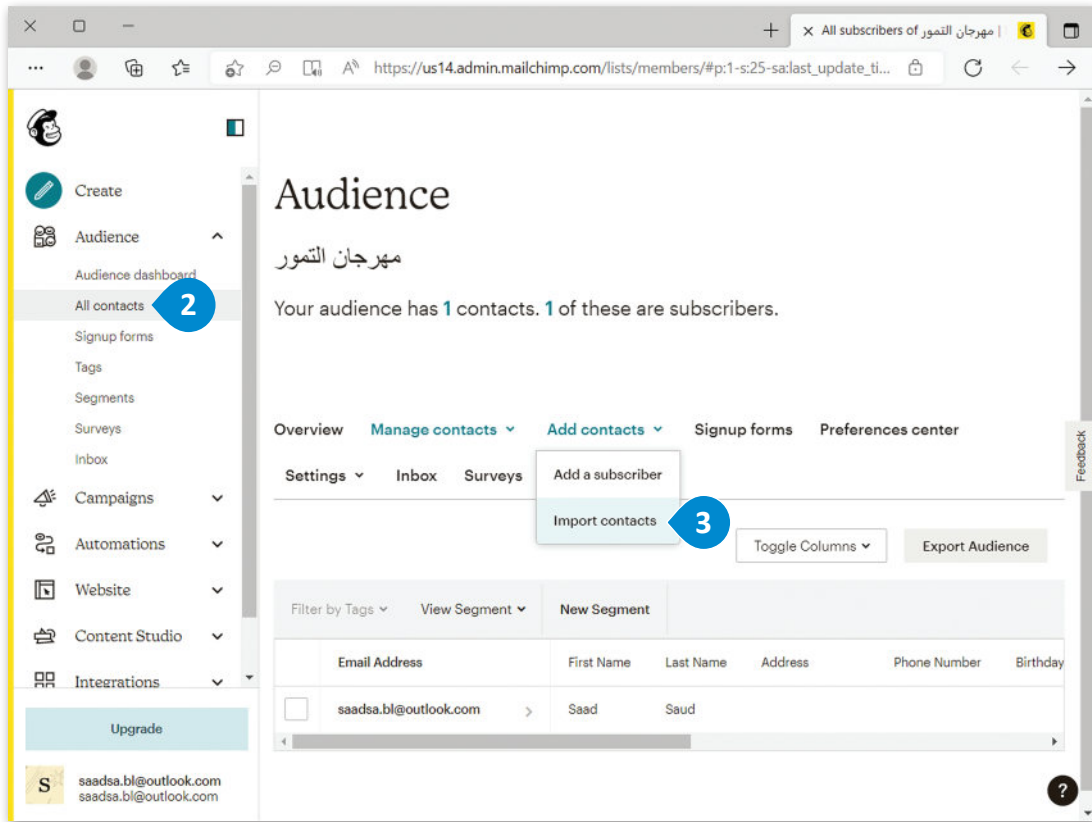 All subscribers of مهرجان التمور |
https://us14.admin.mailchimp.com/lists/members/#p:1-s:25-sa:last_update_ti...
Create
Audience
Audience dashboard
All contacts
2
Signup forms
Tags
Segments
Surveys
Inbox
Campaigns
Automations
Website
Content Studio
Integrations
Upgrade
S
saadsa.bl@outlook.com
saadsa.bl@outlook.com
Audience
مهرجان التمور
Your audience has 1 contacts. 1 of these are subscribers.
Overview Manage contacts Add contacts Signup forms Preferences center
Settings Inbox Surveys
Add a subscriber
Import contacts
3
Toggle Columns Export Audience
Filter by Tags View Segment New Segment
Email Address First Name Last Name Address Phone Number Birthday
saadsa.bl@outlook.com Saad Saud
Feedback
?